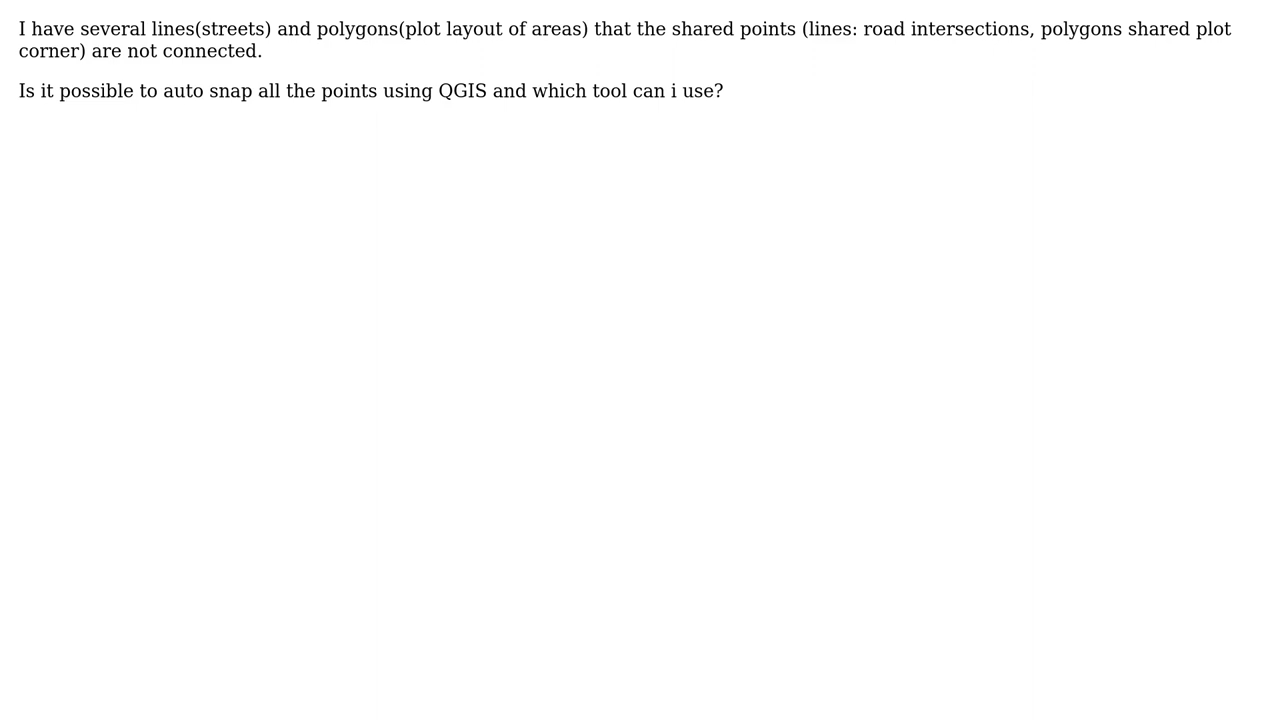 I have several lines(streets) and polygons(plot layout of areas) that the shared points (lines: road intersections, polygons shared plot
corner) are not connected.
Is it possible to auto snap all the points using QGIS and which tool can i use?